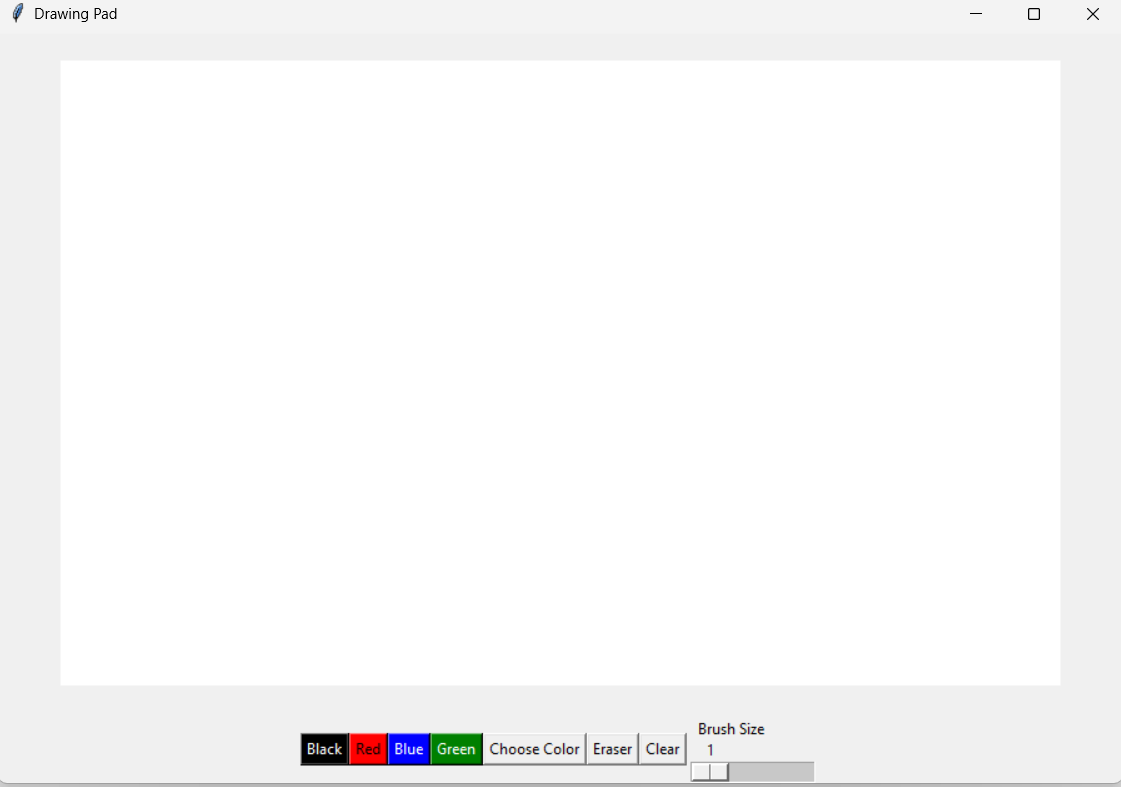 Drawing Pad
Brush Size
Black Red Blue Green Choose Color Eraser Clear 1